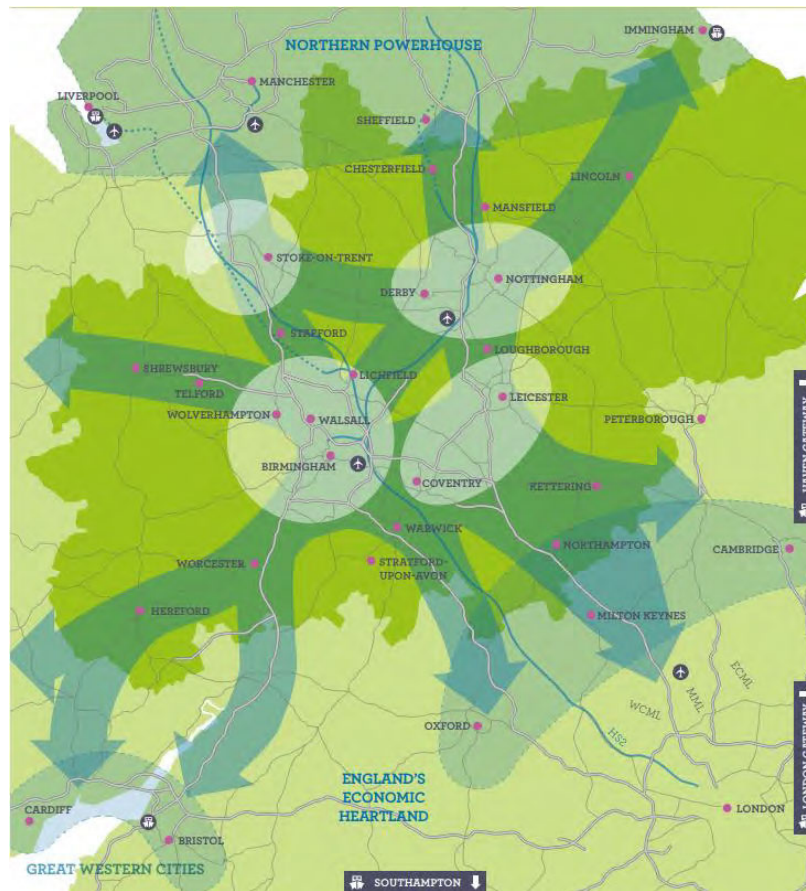 IMMINGHAM
NORTHERN POWERHOUSE
MANCHESTER
LIVERPOOL
SHEFFIELD
CHESTERFIELD
LINCOLN
MANSFIELD
STOKE-ON-TRENT
NOTTINGHAM
DERBY
STAFFORD
LOUGHBOROUGH
SHREWSBURY
LICHFIELD
TELFORD
LEICESTER
WOLVERHAMPTON
WALSALL
PETERBOROUGH
BIRMINGHAM
COVENTRY
KETTERING
WARWICK
NORTHAMPTON
CAMBRIDGE
WORCESTER
STRATFORD-
UPON-AVON
HEREFORD
MILTON KEYNES
ECML
MML
WCML
OXFORD
HS2
ENGLAND'S
ECONOMIC
HEARTLAND
LONDON
CARDIFF
BRISTOL
GREAT WESTERN CITIES
SOUTHAMPTON